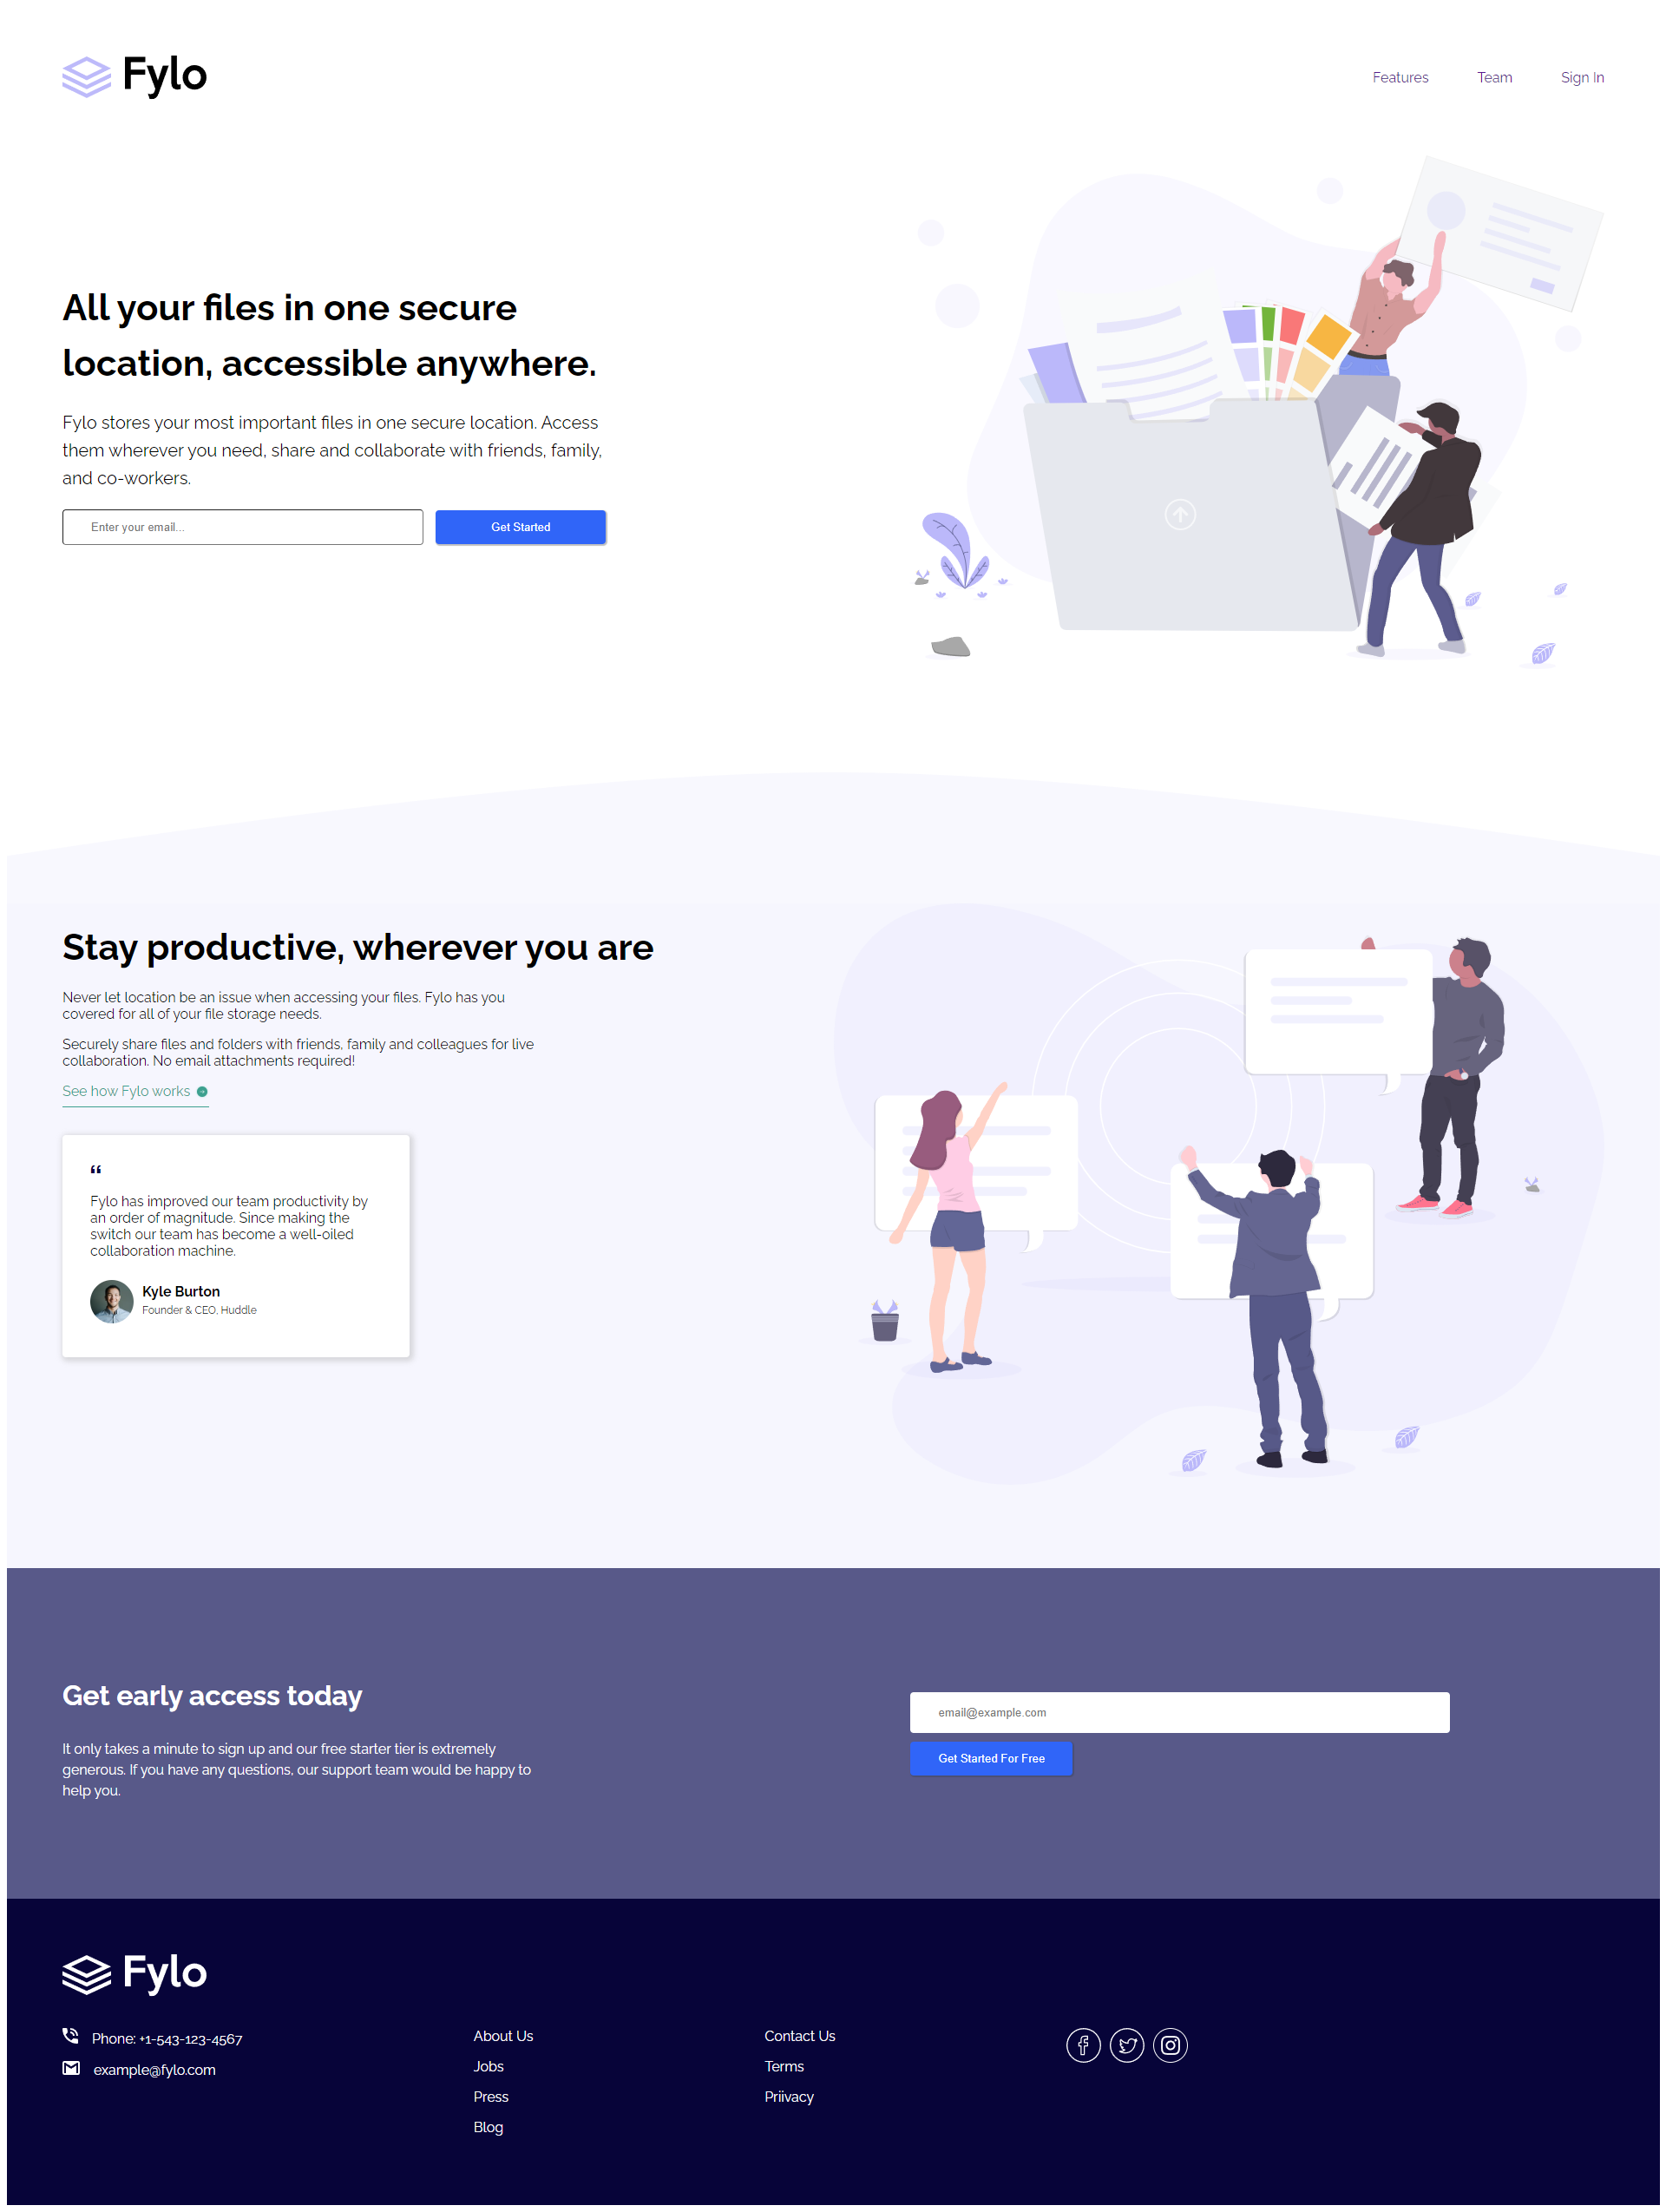 Fylo
Features
Team
Sign In
All your files in one secure
location, accessible anywhere.
Fylo stores your most important files in one secure location. Access
them wherever you need, share and collaborate with friends, family,
and co-workers.
Enter your email...
Get Started
Stay productive, wherever you are
Never let location be an issue when accessing your files. Fylo has you
covered for all of your file storage needs.
Securely share files and folders with friends, family and colleagues for live
collaboration. No email attachments required!
See how Fylo works
“
Fylo has improved our team productivity by
an order of magnitude. Since making the
switch our team has become a well-oiled
collaboration machine.
Kyle Burton
Founder & CEO, Huddle
Get early access today
It only takes a minute to sign up and our free starter tier is extremely
generous. If you have any questions, our support team would be happy to
help you.
email@example.com
Get Started For Free
Fylo
Phone: +1-543-123-4567
example@fylo.com
About Us
Jobs
Press
Blog
Contact Us
Terms
Priivacy